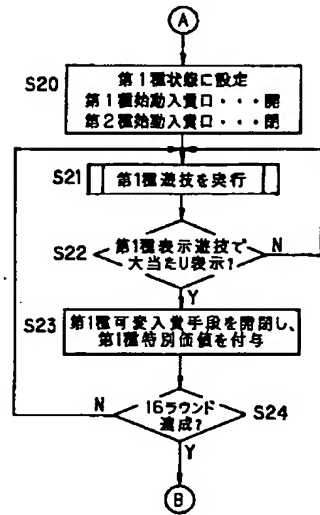 A
S20
第1種状態に設定
第1種始動入賞口・・・開
第2種始動入賞口・・・閉
S21
第1種遊技を実行
S22
第1種表示遊技で
大当たり表示?
N
Y
S23
第1種可変入賞手段を開閉し、
第1種特別価値を付与
N
16ラウンド
達成?
S24
Y
B